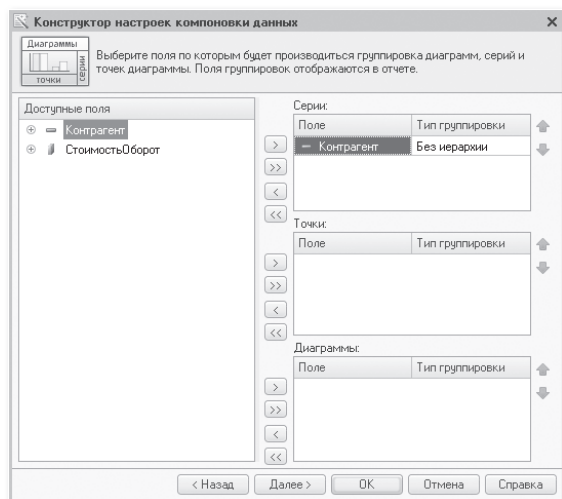 Конструктор настроек компоновки данных
Диаграммы
точки
серии
Выберите поля по которым будет производиться группировка диаграмм, серий и
точек диаграммы. Поля группировок отображаются в отчете.
Доступные поля
Контрагент
СтоимостьОборот
Серии:
Поле Тип группировки
Контрагент Без иерархии
>
>>
<
<<
Точки:
Поле Тип группировки
>
>>
<
<<
Диаграммы:
Поле Тип группировки
>
>>
<
<<
< Назад Далее > ОК Отмена Справка